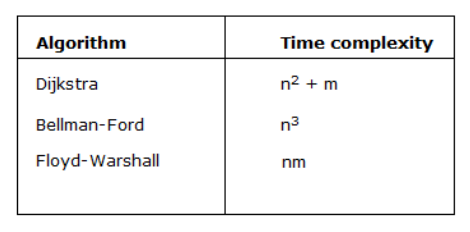 Algorithm Time complexity
Dijkstra n² + m
Bellman-Ford n³
Floyd-Warshall nm